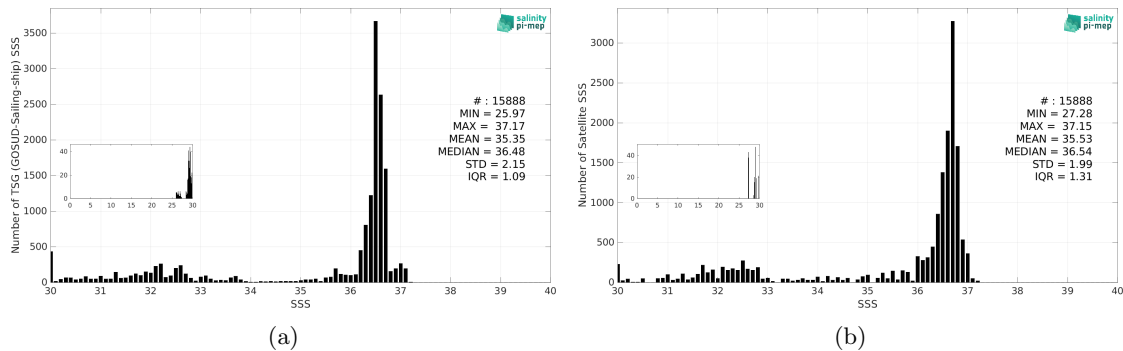 salinity
pi-mep
Number of TSG (GOSUD-Sailing-ship) SSS
3500
3000
2500
2000
1500
1000
500
0
# : 15888
MIN = 25.97
MAX = 37.17
MEAN = 35.35
MEDIAN = 36.48
STD = 2.15
IQR = 1.09
40
20
0
0 5 10 15 20 25 30
30 31 32 33 34 35 36 37 38 39 40
SSS
(a)
salinity
pi-mep
Number of Satellite SSS
3000
2500
2000
1500
1000
500
0
# : 15888
MIN = 27.28
MAX = 37.15
MEAN = 35.53
MEDIAN = 36.54
STD = 1.99
IQR = 1.31
40
20
0
0 5 10 15 20 25 30
30 31 32 33 34 35 36 37 38 39 40
SSS
(b)